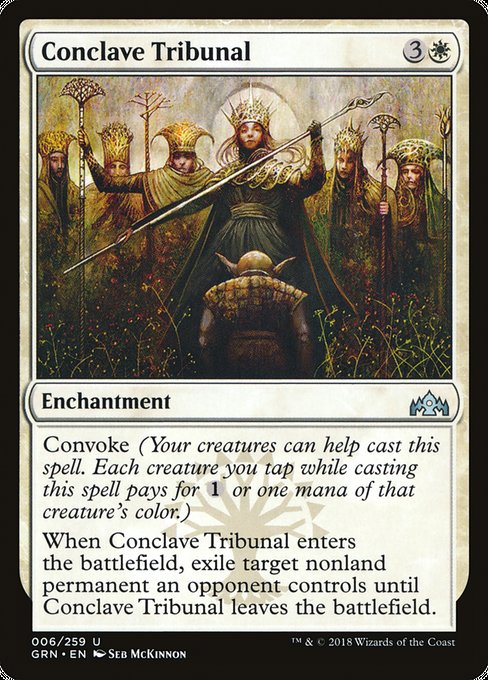 Conclave Tribunal 3
Enchantment
Convoke (Your creatures can help cast this
spell. Each creature you tap while casting
this spell pays for 1 or one mana of that
creature's color.)
When Conclave Tribunal enters
the battlefield, exile target nonland
permanent an opponent controls until
Conclave Tribunal leaves the battlefield.
006/259 U
GRN • EN Seb McKinnon
™ & © 2018 Wizards of the Coast